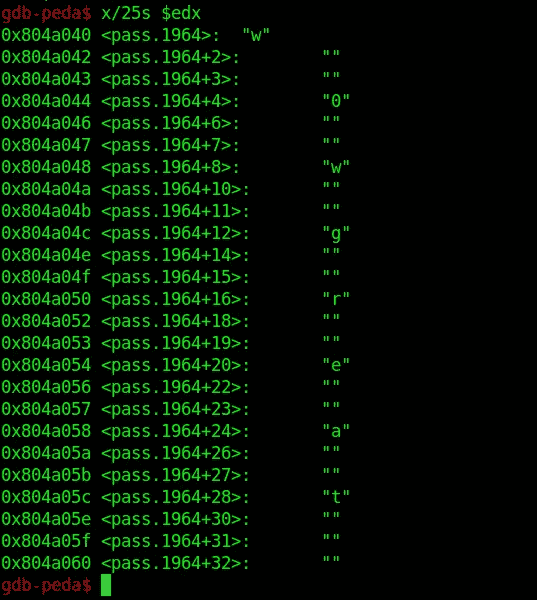 gdb-peda$ x/25s $edx
0x804a040 <pass.1964>: "w"
0x804a042 <pass.1964+2>: ""
0x804a043 <pass.1964+3>: ""
0x804a044 <pass.1964+4>: "0"
0x804a046 <pass.1964+6>: ""
0x804a047 <pass.1964+7>: ""
0x804a048 <pass.1964+8>: "w"
0x804a04a <pass.1964+10>: ""
0x804a04b <pass.1964+11>: ""
0x804a04c <pass.1964+12>: "g"
0x804a04e <pass.1964+14>: ""
0x804a04f <pass.1964+15>: ""
0x804a050 <pass.1964+16>: "r"
0x804a052 <pass.1964+18>: ""
0x804a053 <pass.1964+19>: ""
0x804a054 <pass.1964+20>: "e"
0x804a056 <pass.1964+22>: ""
0x804a057 <pass.1964+23>: ""
0x804a058 <pass.1964+24>: "a"
0x804a05a <pass.1964+26>: ""
0x804a05b <pass.1964+27>: ""
0x804a05c <pass.1964+28>: "t"
0x804a05e <pass.1964+30>: ""
0x804a05f <pass.1964+31>: ""
0x804a060 <pass.1964+32>: ""
gdb-peda$